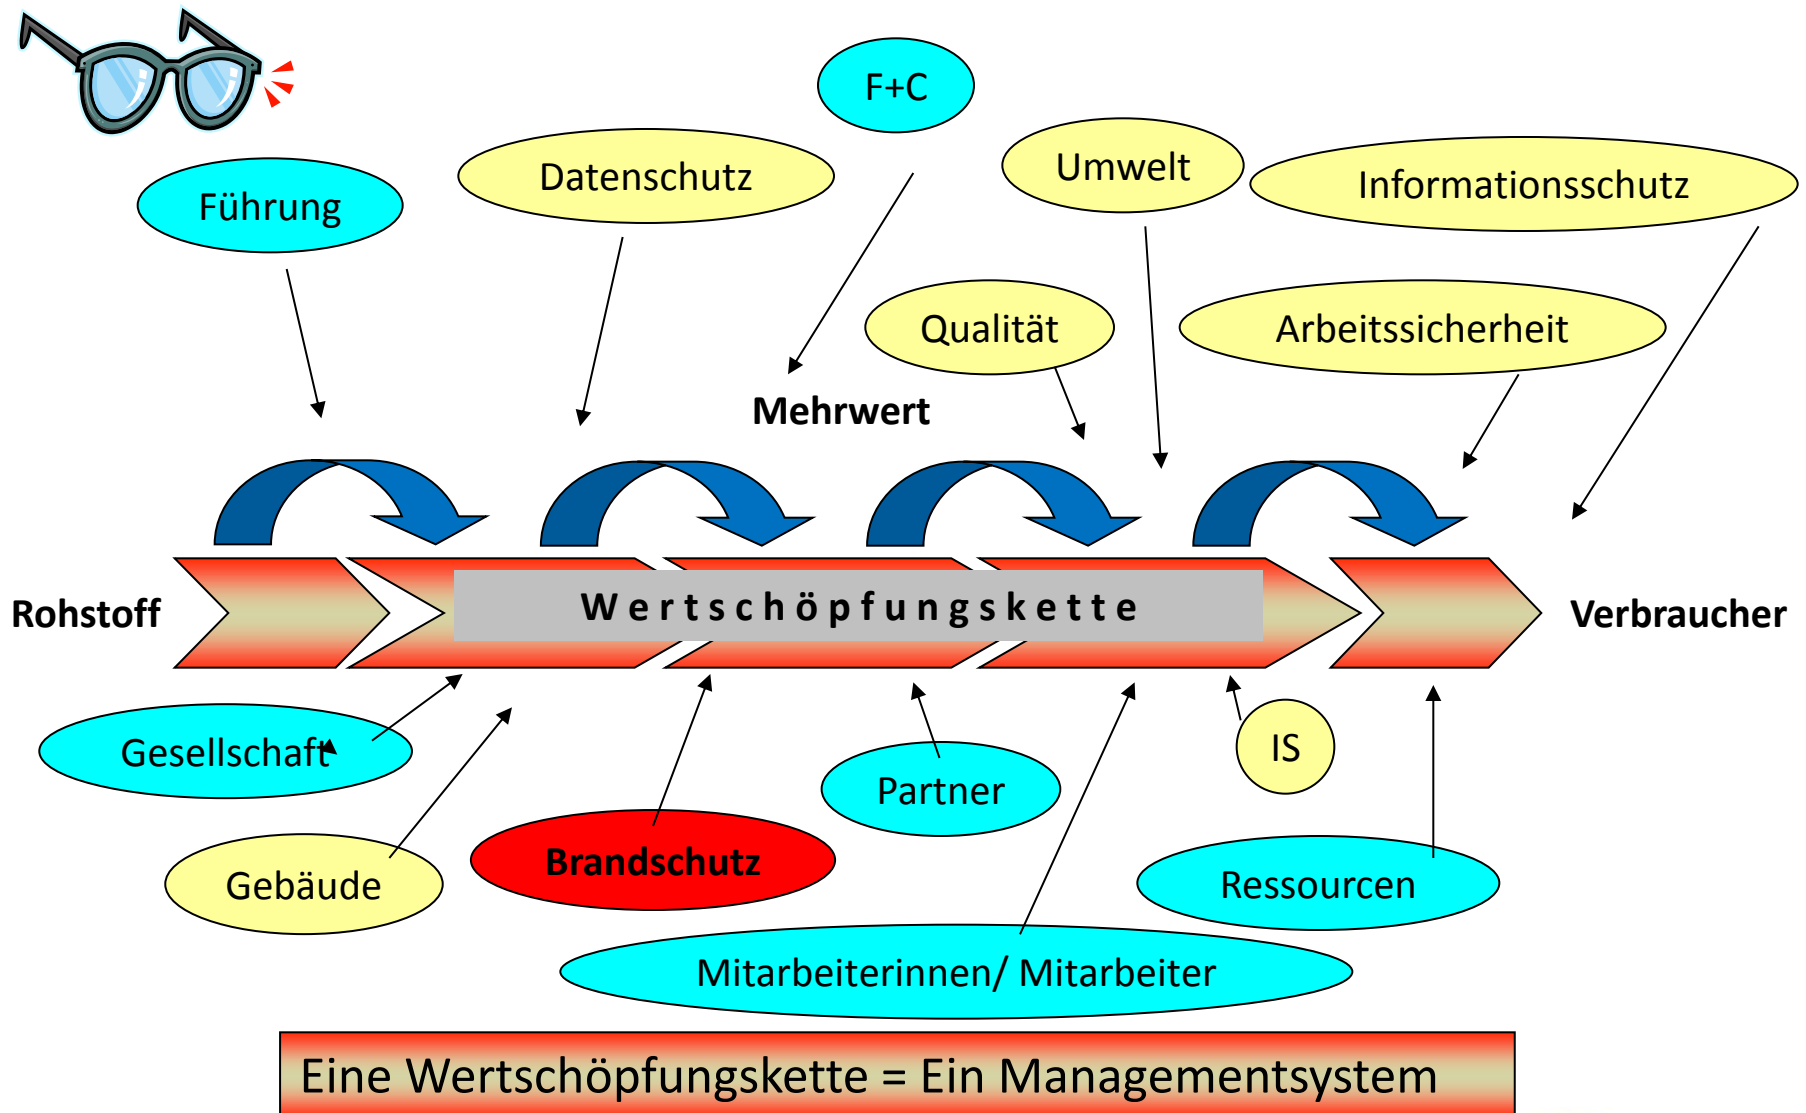 F+C
Datenschutz
Umwelt
Informationsschutz
Führung
Qualität
Arbeitssicherheit
Mehrwert
Rohstoff
Wertschöpfungskette
Verbraucher
Gesellschaft
IS
Partner
Gebäude
Brandschutz
Ressourcen
Mitarbeiterinnen/ Mitarbeiter
Eine Wertschöpfungskette = Ein Managementsystem